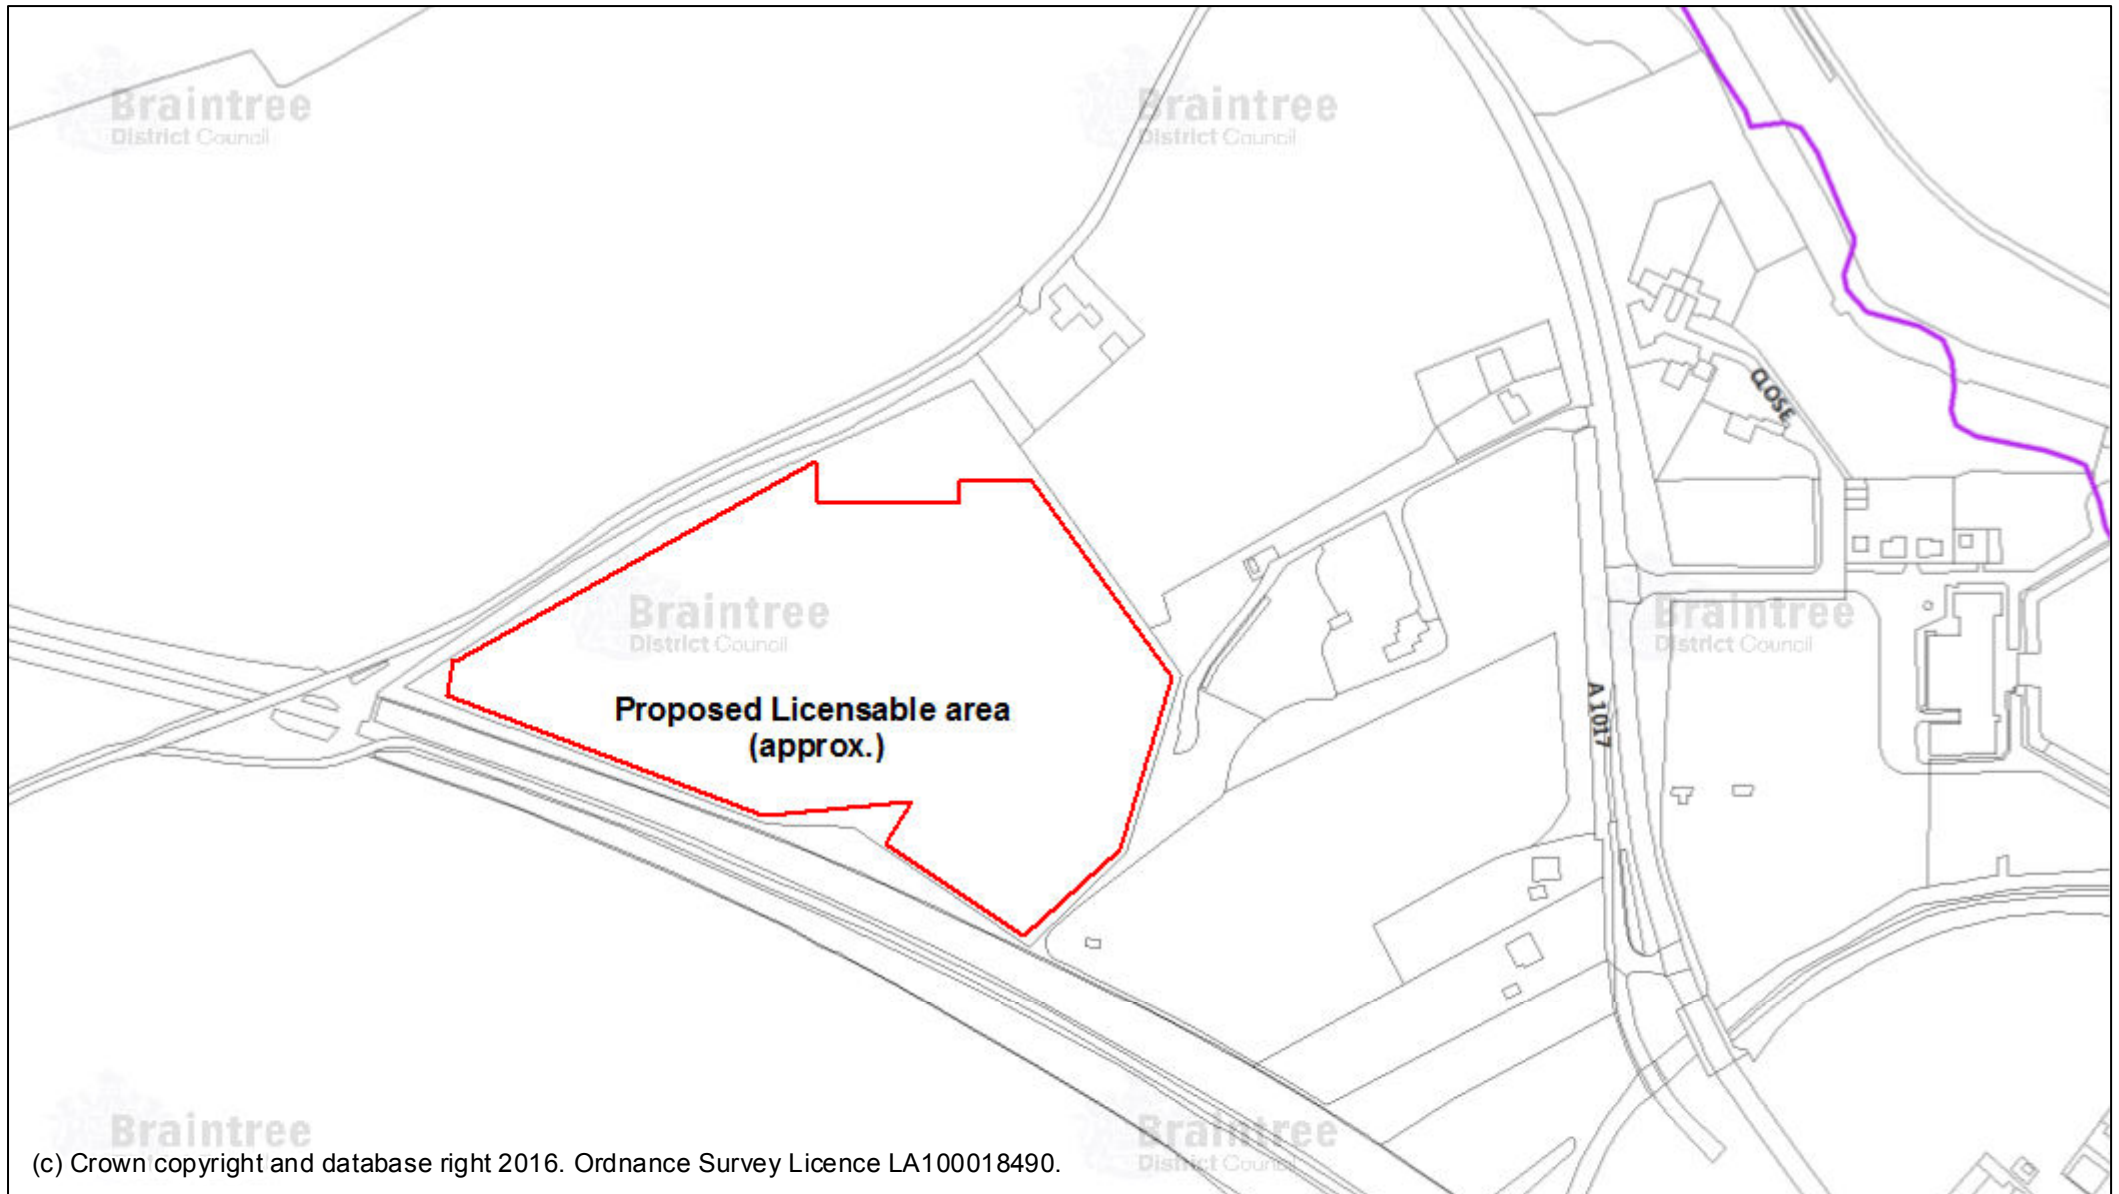 Braintree
District Council
Braintree
District Council
CLOSE
Braintree
District Council
Braintree
District Council
Proposed Licensable area
(approx.)
A 1017
Braintree
Braintree
District Council
(c) Crown copyright and database right 2016. Ordnance Survey Licence LA100018490.